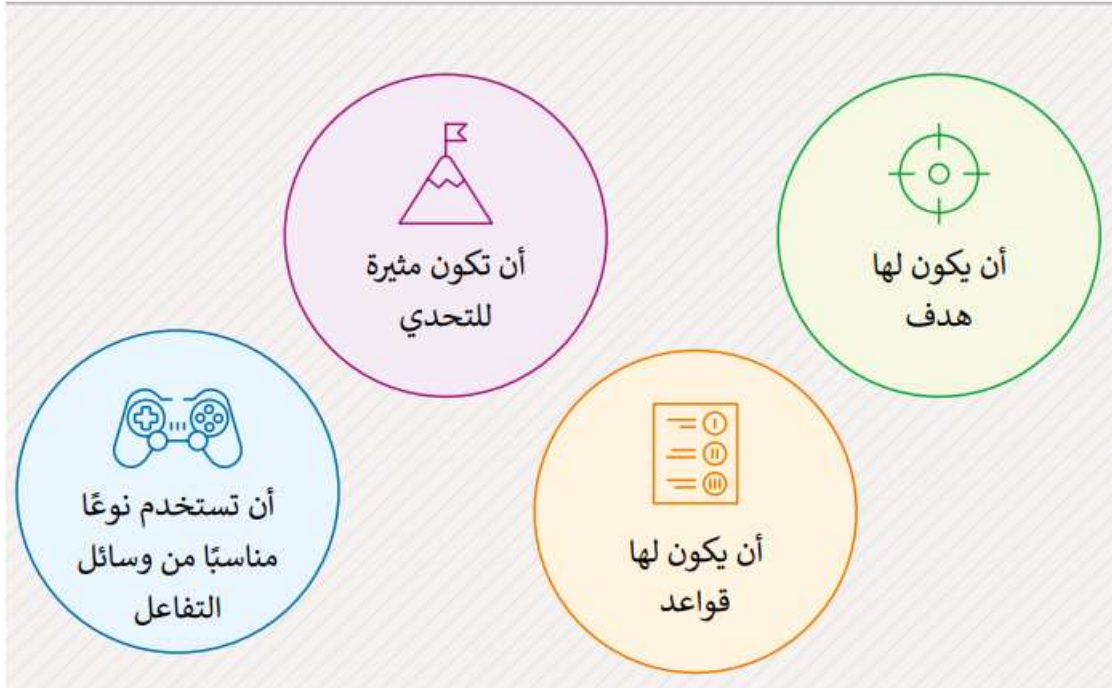 أن يكون لها
هدف
أن يكون لها
قواعد
أن تكون مثيرة
للتحدي
أن تستخدم نوعًا
مناسبًا من وسائل
التفاعل